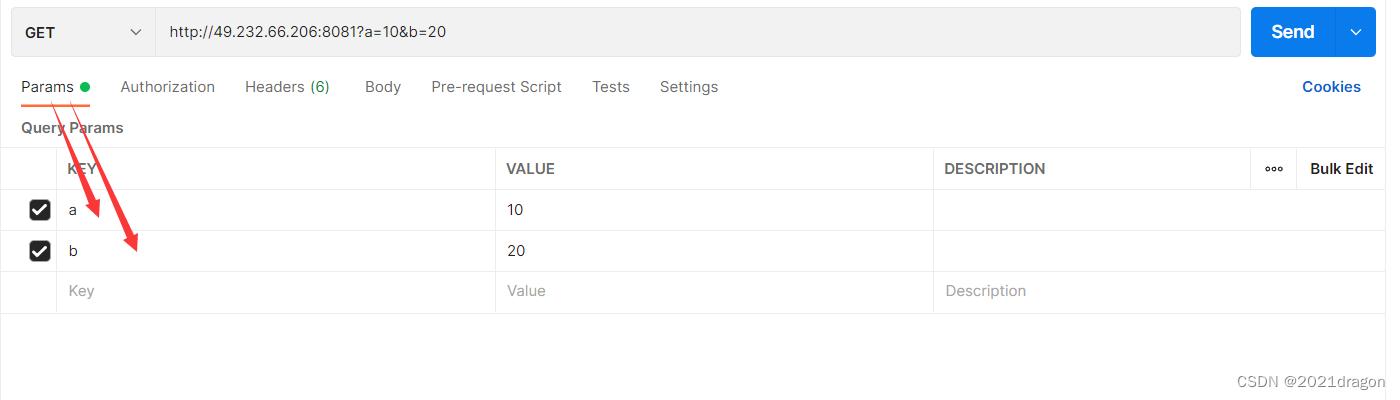 GET http://49.232.66.206:8081?a=10&b=20 Send
Params Authorization Headers (6) Body Pre-request Script Tests Settings Cookies
Query Params
KEY VALUE DESCRIPTION Bulk Edit
a 10
b 20
Key Value Description
CSDN @2021dragon